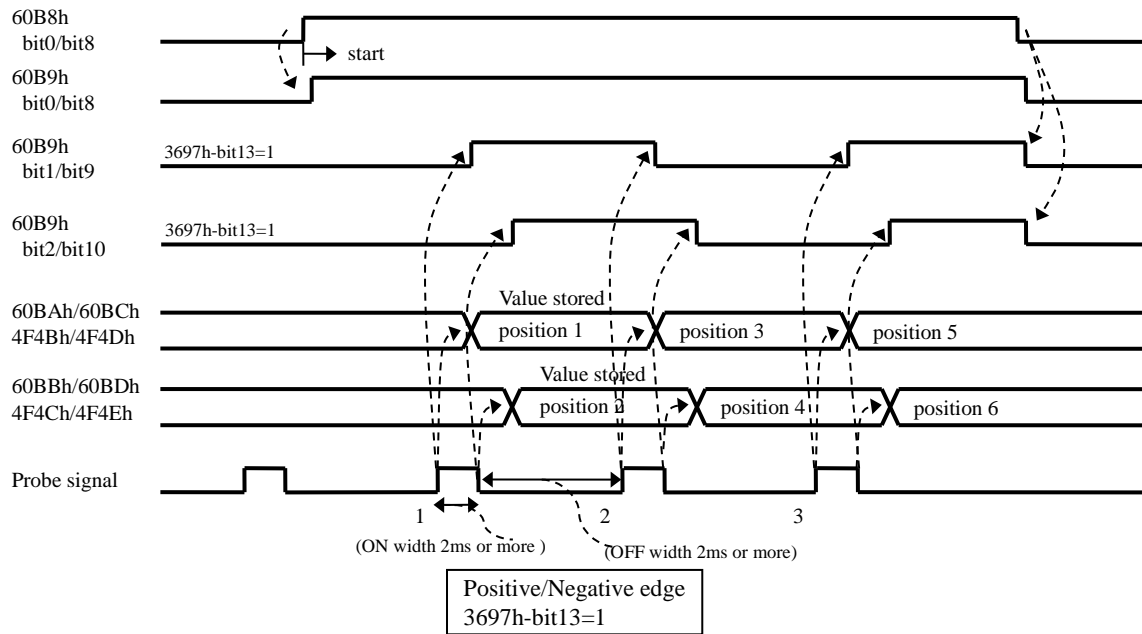 60B8h
bit0/bit8
start
60B9h
bit0/bit8
60B9h
bit1/bit9
3697h-bit13=1
60B9h
bit2/bit10
3697h-bit13=1
60BAh/60BCh
4F4Bh/4F4Dh
Value stored
position 1
position 3
position 5
60BBh/60BDh
4F4Ch/4F4Eh
Value stored
position 2
position 4
position 6
Probe signal
1
2
3
(ON width 2ms or more )
(OFF width 2ms or more)
Positive/Negative edge
3697h-bit13=1